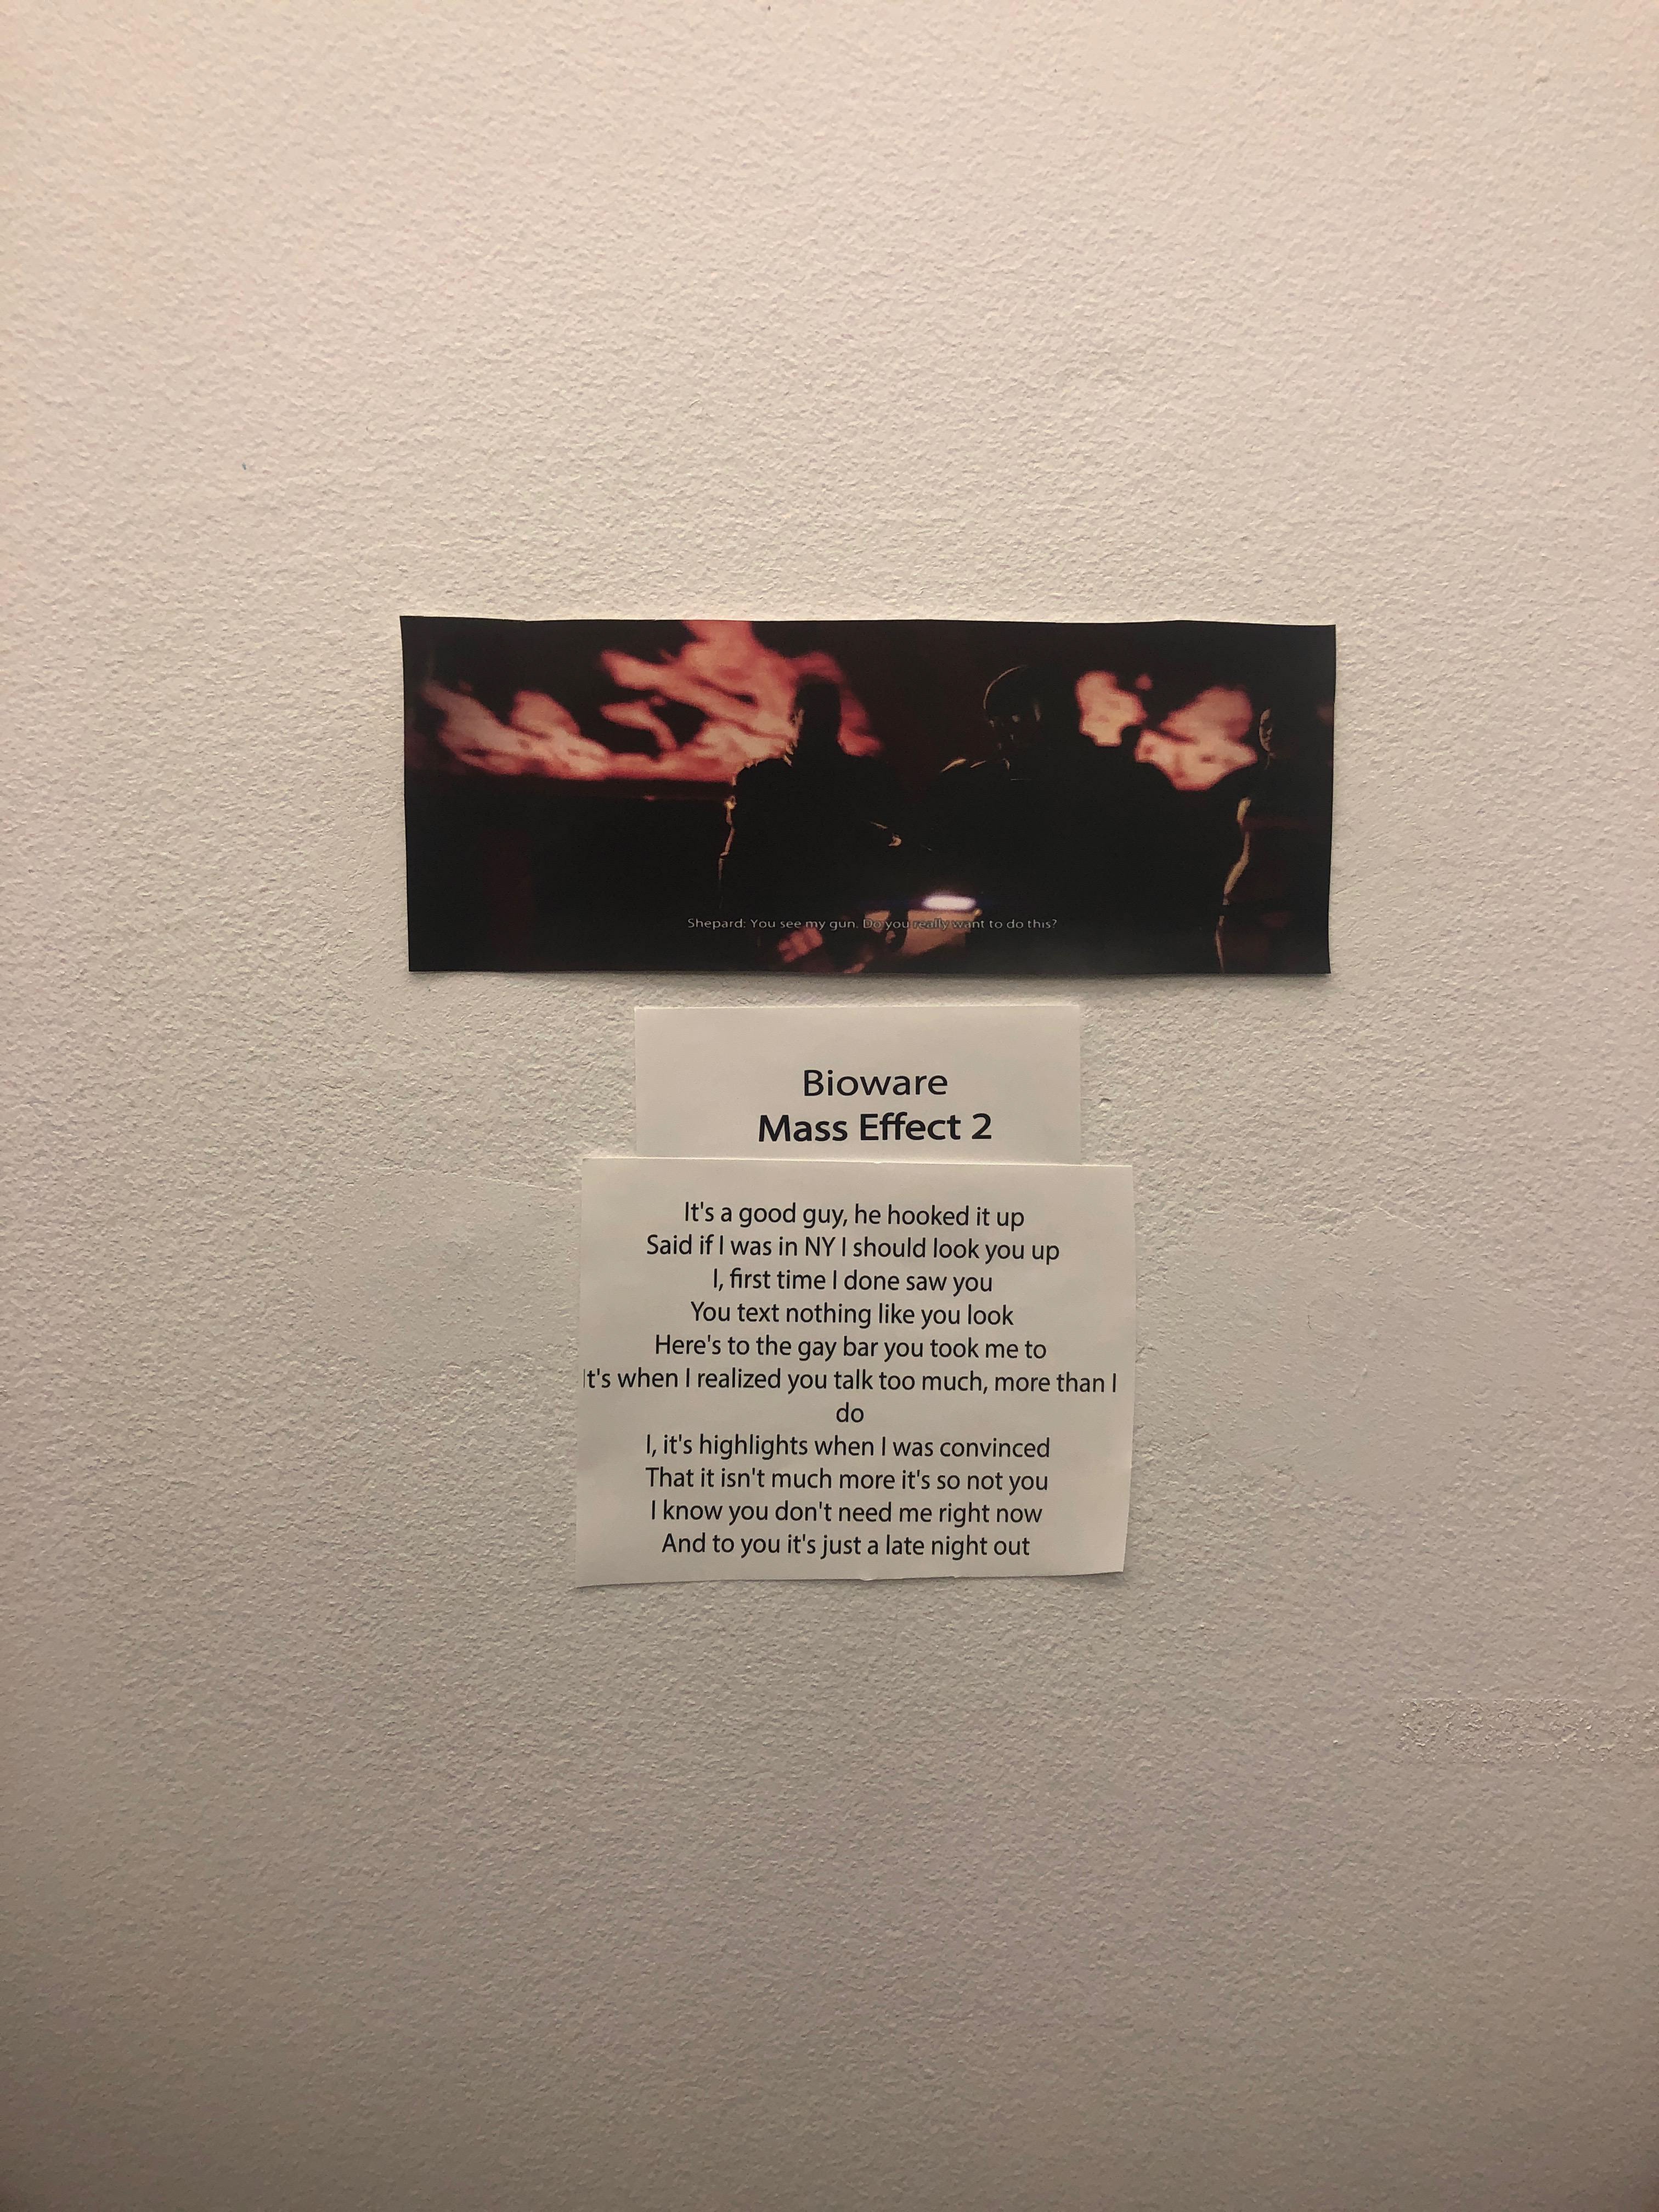 Shepard: You see my gun. Do you really want to do this?
Bioware
Mass Effect 2
It's a good guy, he hooked it up
Said if I was in NY I should look you up
I, first time I done saw you
You text nothing like you look
Here's to the gay bar you took me to
It's when I realized you talk too much, more than I
do
I, it's highlights when I was convinced
That it isn't much more it's so not you
I know you don't need me right now
And to you it's just a late night out